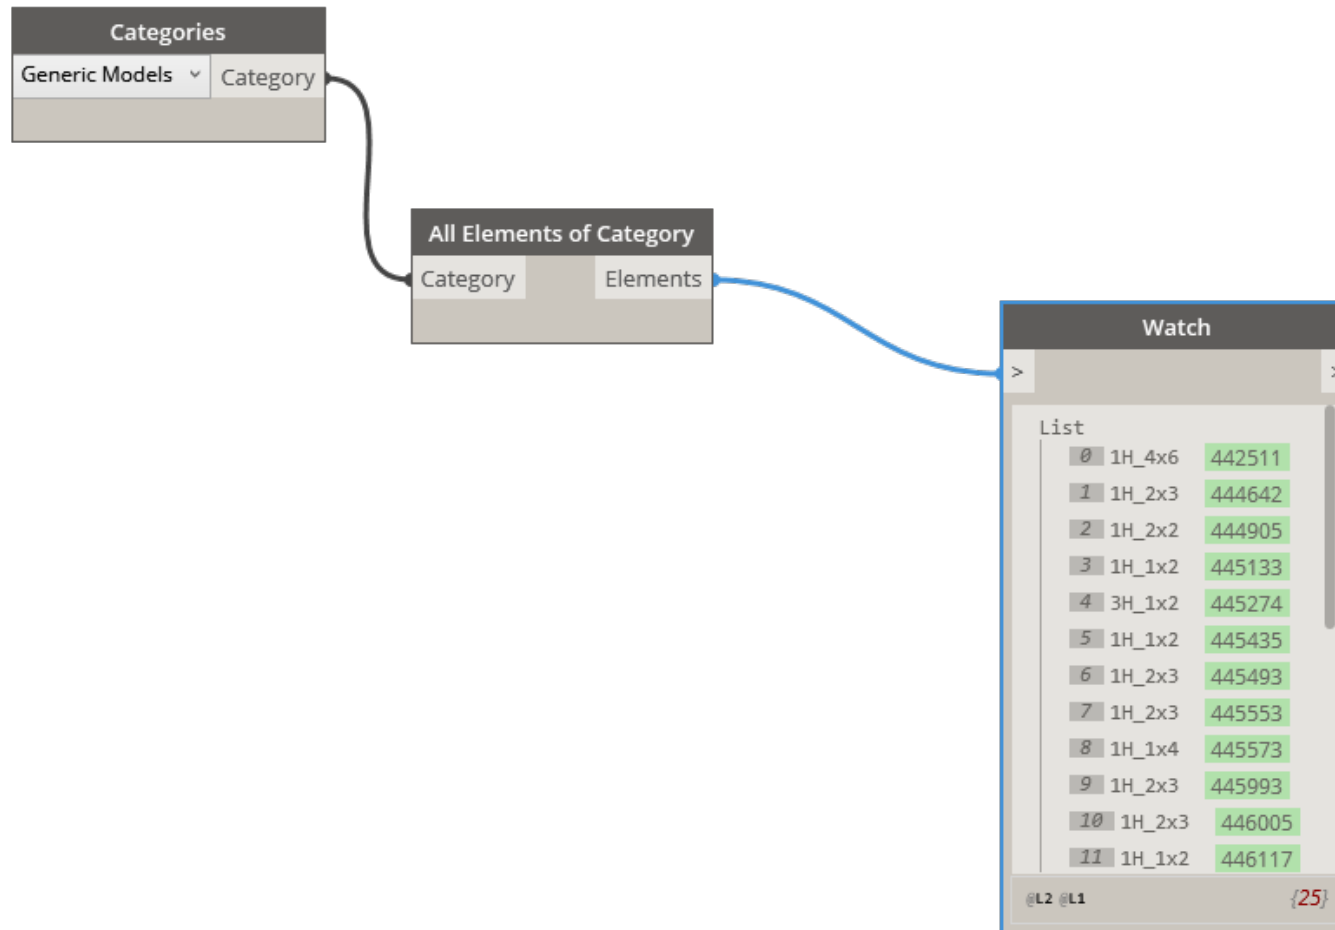 Categories
Generic Models Category
All Elements of Category
Category Elements
Watch
> >
List
0 1H_4x6 442511
1 1H_2x3 444642
2 1H_2x2 444905
3 1H_1x2 445133
4 3H_1x2 445274
5 1H_1x2 445435
6 1H_2x3 445493
7 1H_2x3 445553
8 1H_1x4 445573
9 1H_2x3 445993
10 1H_2x3 446005
11 1H_1x2 446117
@L2 @L1 {25}